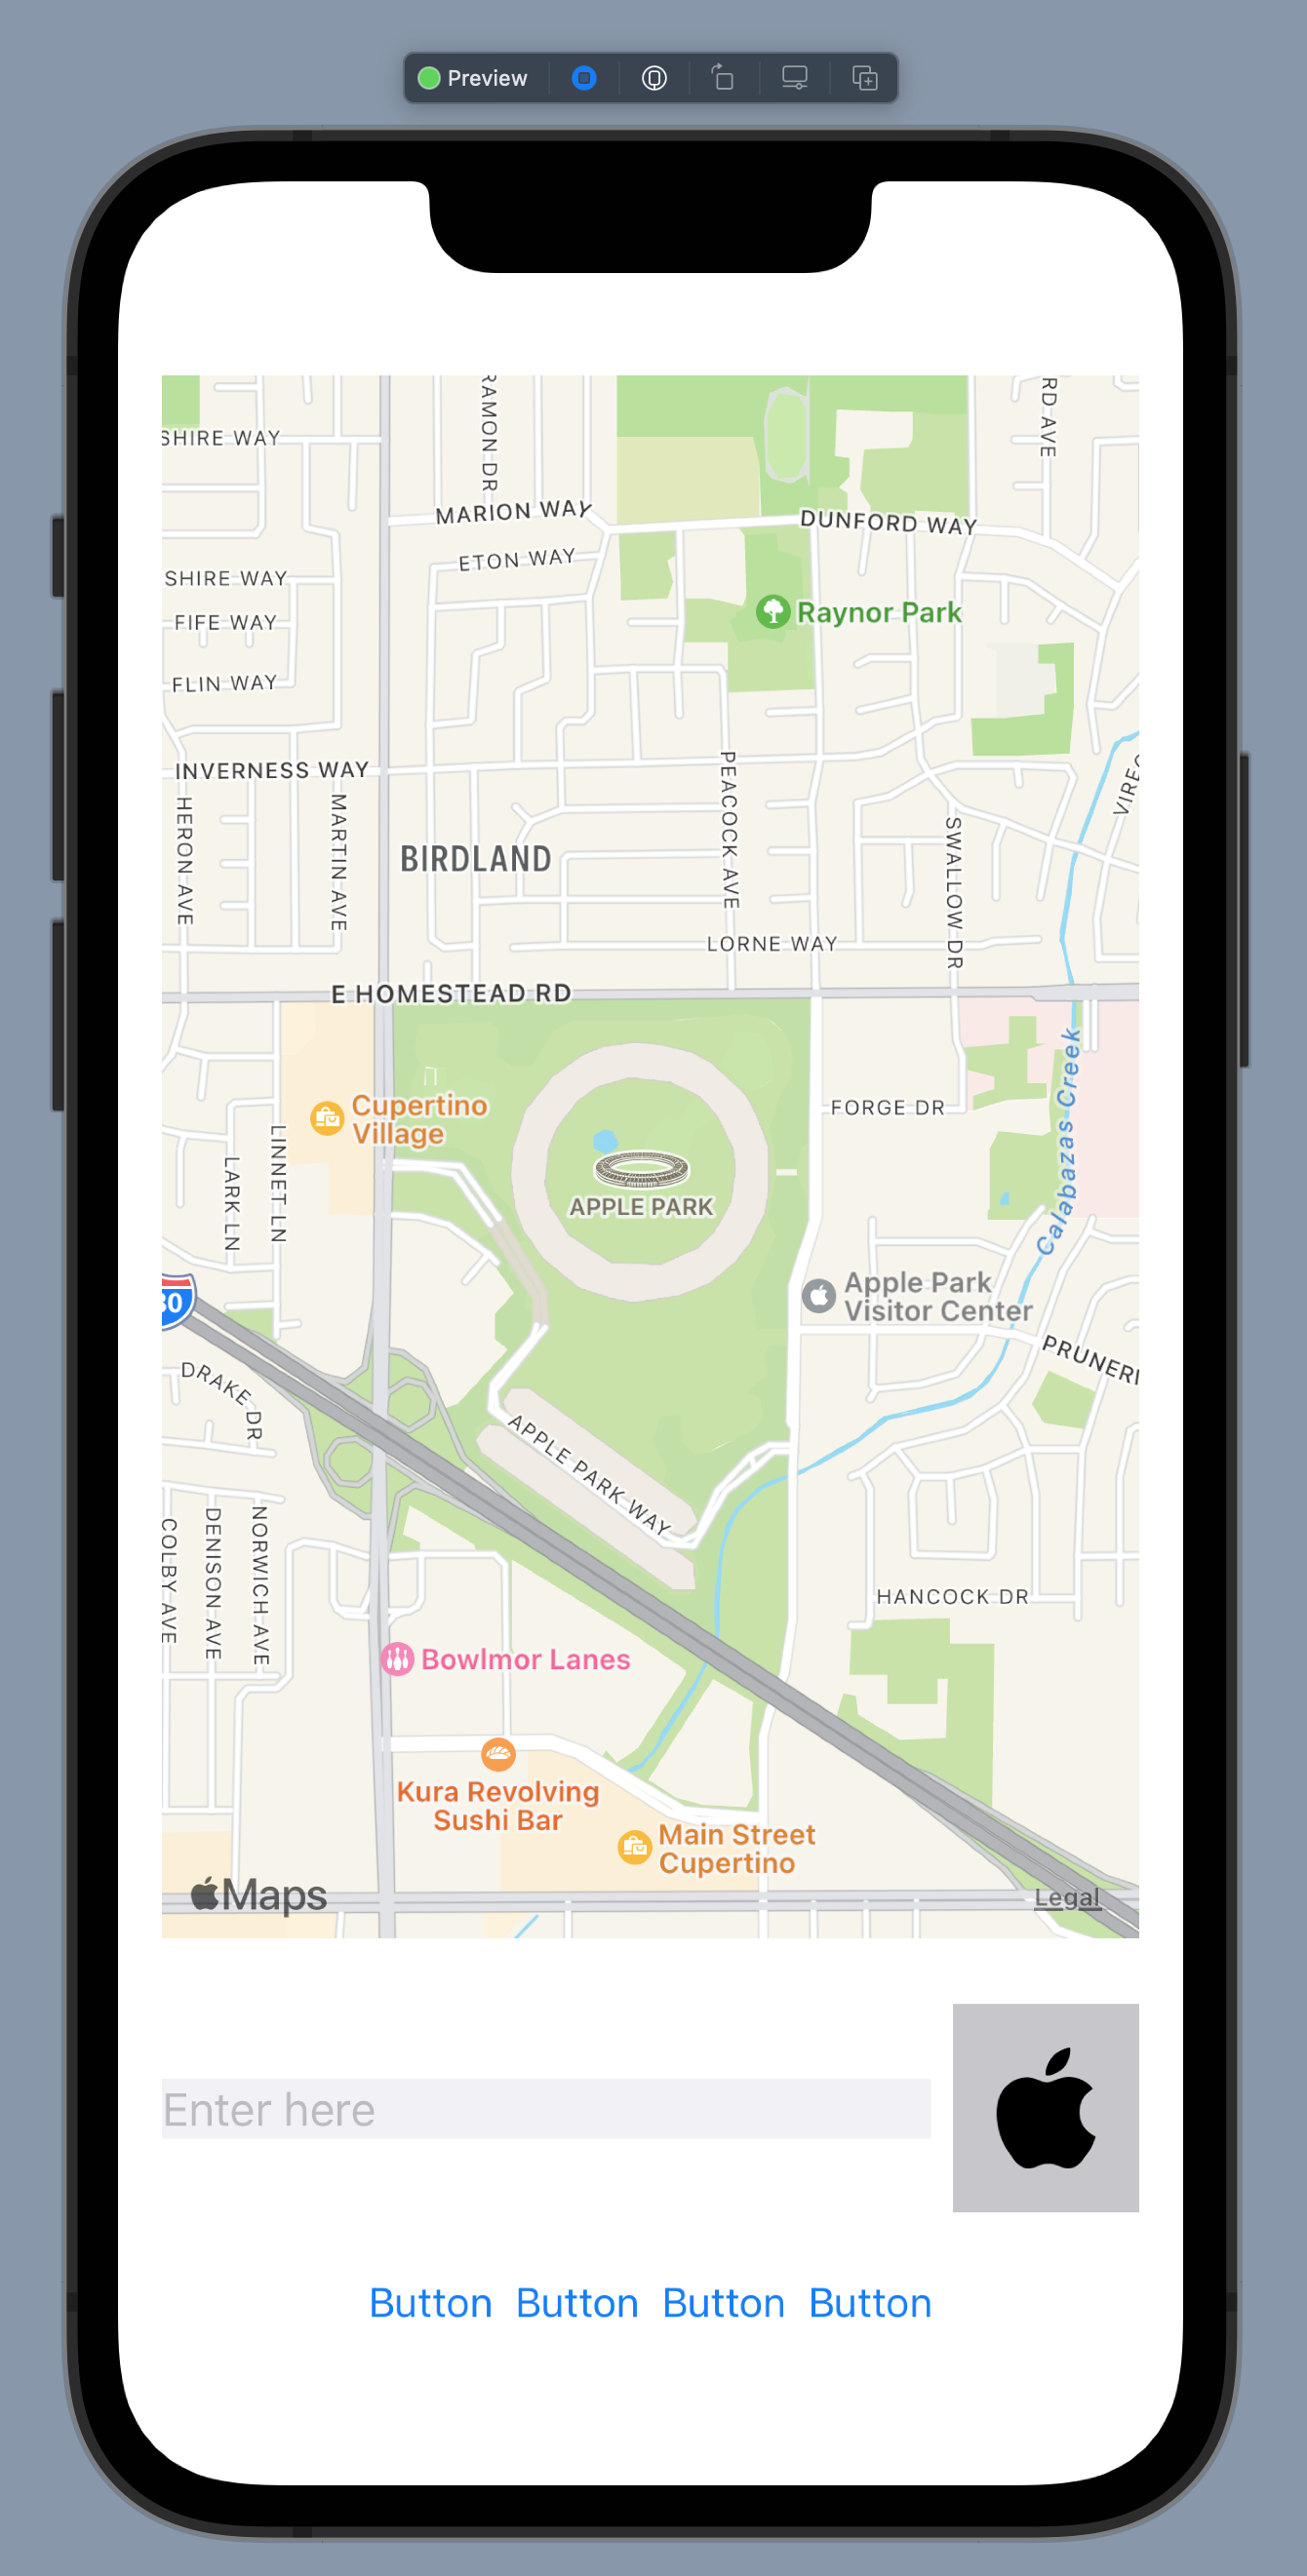 Preview
SHIRE WAY
RAMON DR
RD AVE
MARION WAY
DUNFORD WAY
ETON WAY
SHIRE WAY
FIFE WAY
Raynor Park
FLIN WAY
INVERNESS WAY
HERON AVE
MARTIN AVE
PEACOCK AVE
VIREO
BIRDLAND
SWALLOW DR
LORNE WAY
E HOMESTEAD RD
Cupertino
Village
LINNET LN
LARK LN
FORGE DR
Calabazas Creek
APPLE PARK
Apple Park
Visitor Center
80
DRAKE DR
PRUNERI
APPLE PARK WAY
COLBY AVE
DENISON AVE
NORWICH AVE
HANCOCK DR
Bowlmor Lanes
Kura Revolving
Sushi Bar
Main Street
Cupertino
Maps
Legal
Enter here
Button Button Button Button